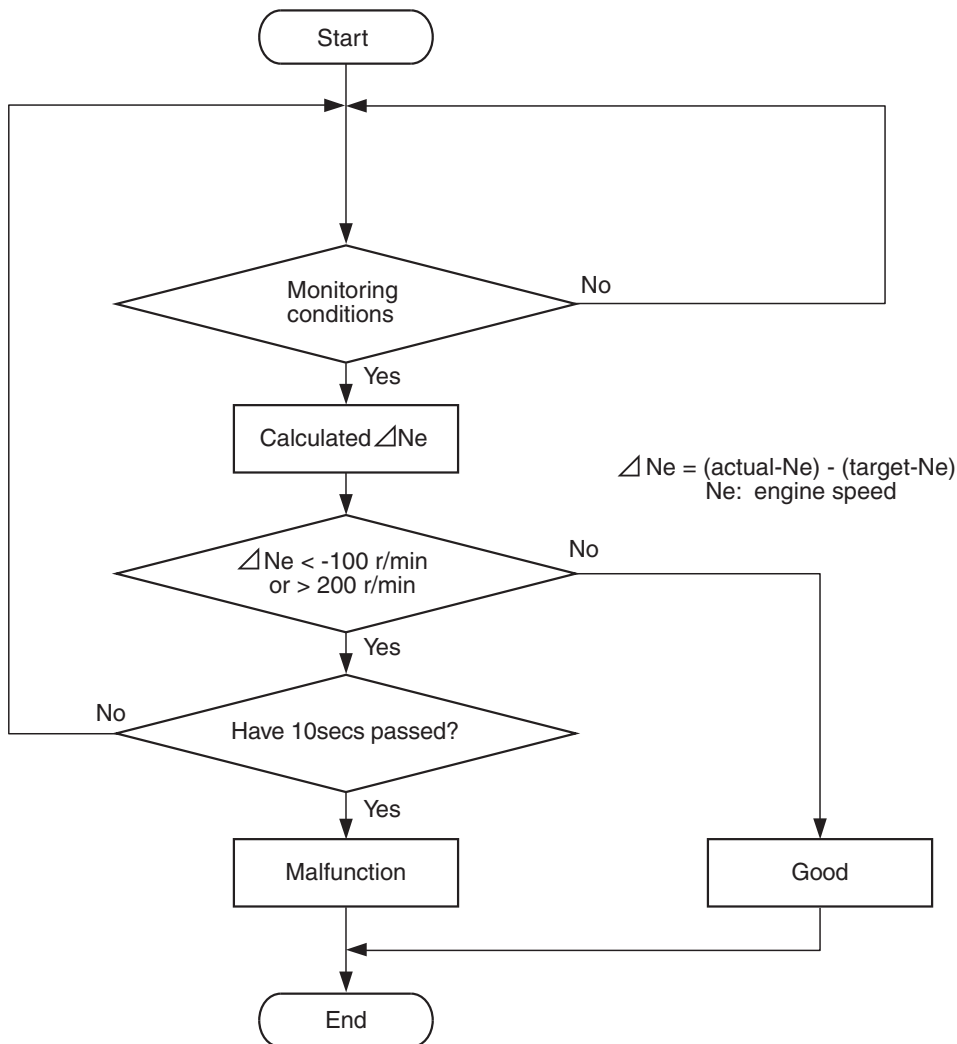 Start
Monitoring
conditions
No
Yes
Calculated ⊿Ne
⊿Ne = (actual-Ne) - (target-Ne)
Ne: engine speed
⊿Ne < -100 r/min
or > 200 r/min
No
Yes
No
Have 10secs passed?
Yes
Malfunction
Good
End